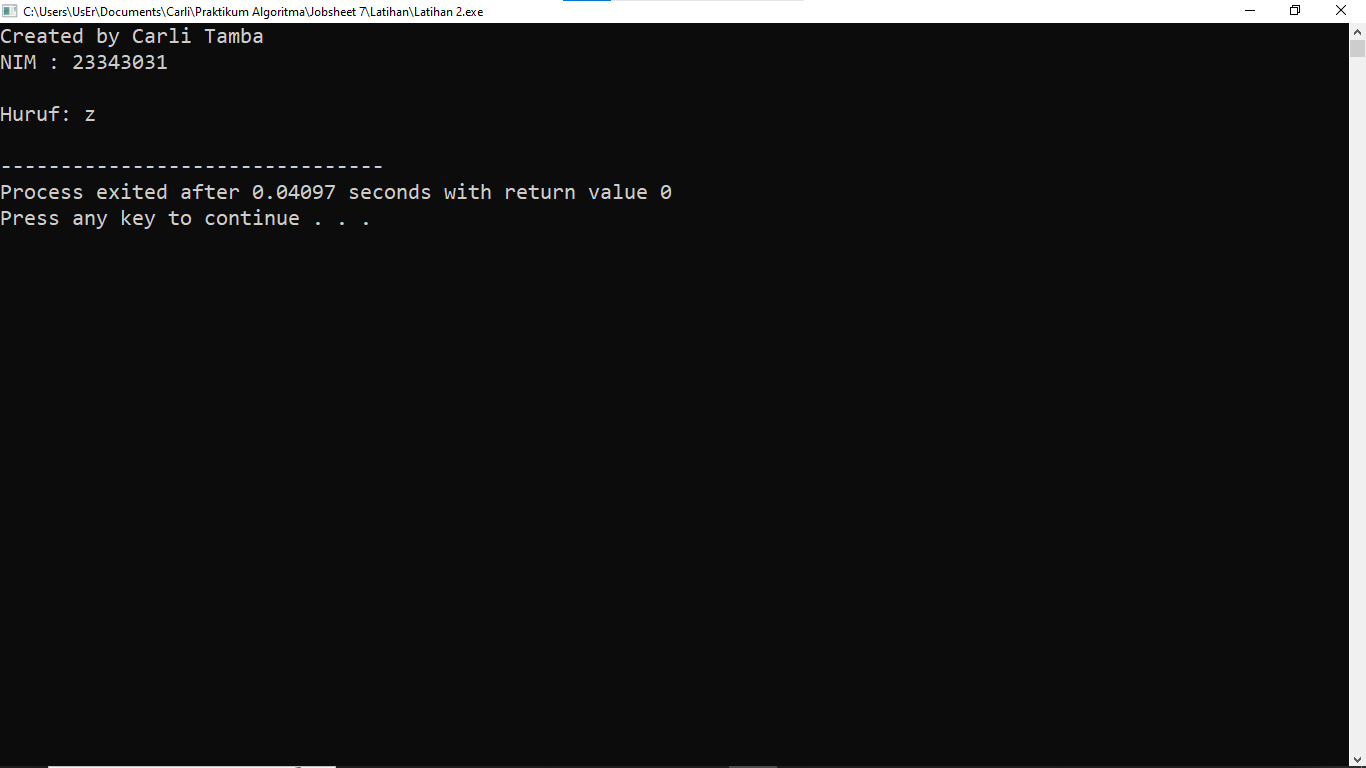 C:\Users\UsEr\Documents\Carli\Praktikum Algoritma\Jobsheet 7\Latihan\Latihan 2.exe
Created by Carli Tamba
NIM : 23343031
Huruf: z
--------------------------------
Process exited after 0.04097 seconds with return value 0
Press any key to continue . . .